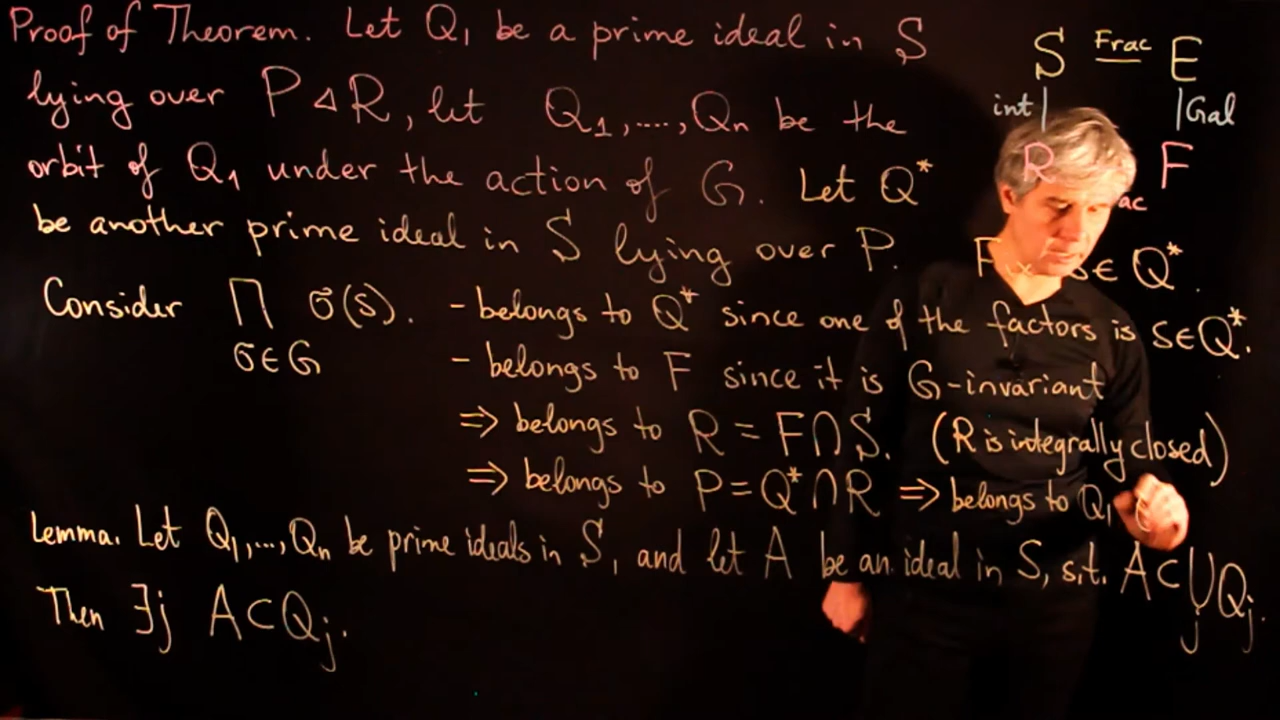 Proof of Theorem. Let Q₁ be a prime ideal in S
lying over P ⊲ R, let Q₁, ...., Qₙ be the
orbit of Q₁ under the action of G. Let Q*
be another prime ideal in S lying over P.
F x s ∈ Q*.
Consider ∏ σ(s). - belongs to Q* since one of the factors is s∈Q*.
σ∈G
- belongs to F since it is G-invariant
⇒ belongs to R = F∩S. (R is integrally closed)
⇒ belongs to P = Q*∩R ⇒ belongs to Q₁
Lemma. Let Q₁, ..., Qₙ be prime ideals in S, and let A be an ideal in S, s.t. A⊂⋃Qⱼ.
j
Then ∃j A⊂Qⱼ.
S Frac E
int | | Gal
R F
ac